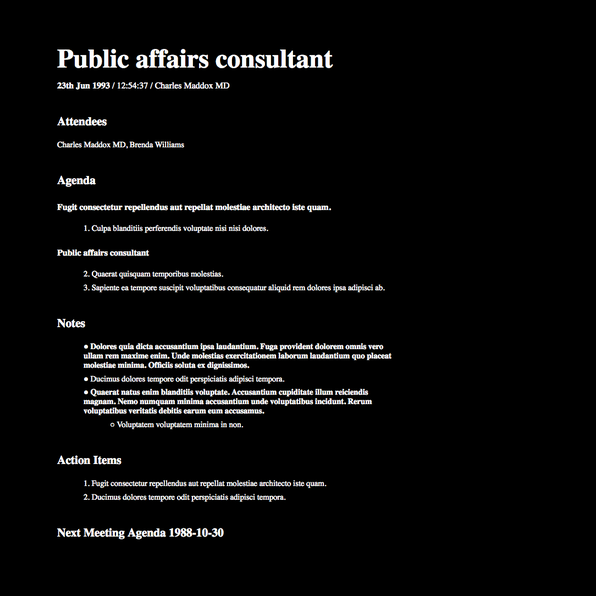 Public affairs consultant
23th Jun 1993 / 12:54:37 / Charles Maddox MD
Attendees
Charles Maddox MD, Brenda Williams
Agenda
Fugit consectetur repellendus aut repellat molestiae architecto iste quam.
1. Culpa blanditiis perferendis voluptate nisi nisi dolores.
Public affairs consultant
2. Quaerat quisquam temporibus molestias.
3. Sapiente ea tempore suscipit voluptatibus consequatur aliquid rem dolores ipsa adipisci ab.
Notes
● Dolores quia dicta accusantium ipsa laudantium. Fuga provident dolorem omnis vero
ullam rem maxime enim. Unde molestias exercitationem laborum laudantium quo placeat
molestiae minima. Officiis soluta ex dignissimos.
● Ducimus dolores tempore odit perspiciatis adipisci tempora.
● Quaerat natus enim blanditiis voluptate. Accusantium cupiditate illum reiciendis
magnam. Nemo numquam minima accusantium unde voluptatibus incidunt. Rerum
voluptatibus veritatis debitis earum eum accusamus.
○ Voluptatem voluptatem minima in non.
Action Items
1. Fugit consectetur repellendus aut repellat molestiae architecto iste quam.
2. Ducimus dolores tempore odit perspiciatis adipisci tempora.
Next Meeting Agenda 1988-10-30